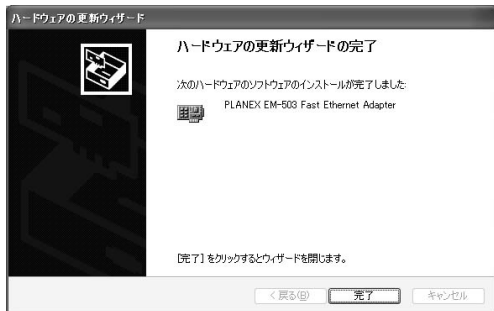 ハードウェアの更新ウィザード
ハードウェアの更新ウィザードの完了
次のハードウェアのソフトウェアのインストールが完了しました:
PLANEX EM-503 Fast Ethernet Adapter
[完了] をクリックするとウィザードを閉じます。
< 戻る(B)
完了
キャンセル